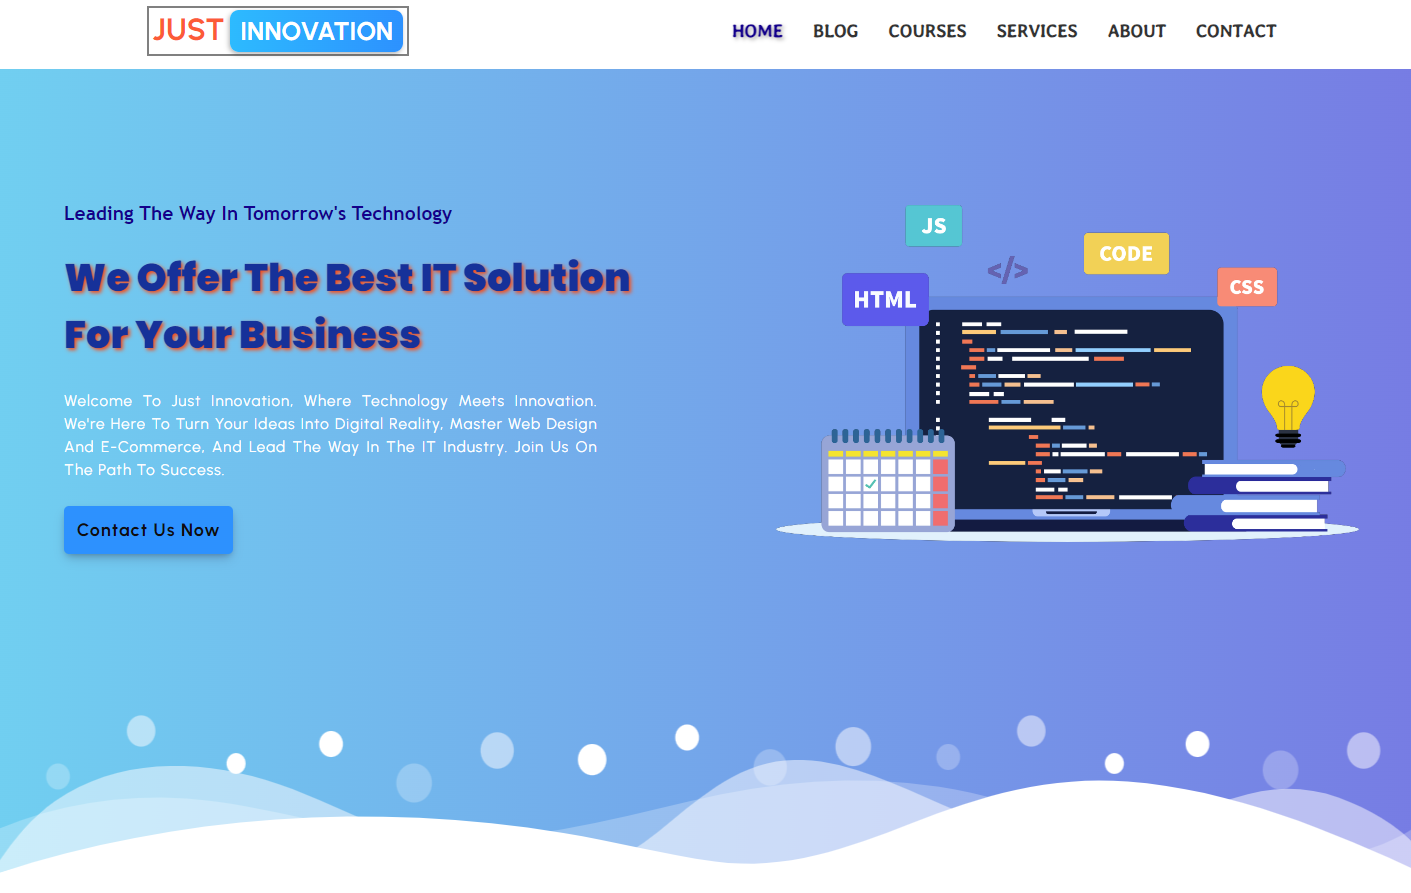 JUST INNOVATION
HOME BLOG COURSES SERVICES ABOUT CONTACT
Leading The Way In Tomorrow's Technology
We Offer The Best IT Solution
For Your Business
Welcome To Just Innovation, Where Technology Meets Innovation.
We're Here To Turn Your Ideas Into Digital Reality, Master Web Design
And E-Commerce, And Lead The Way In The IT Industry. Join Us On
The Path To Success.
Contact Us Now
JS
CODE
</>
CSS
HTML